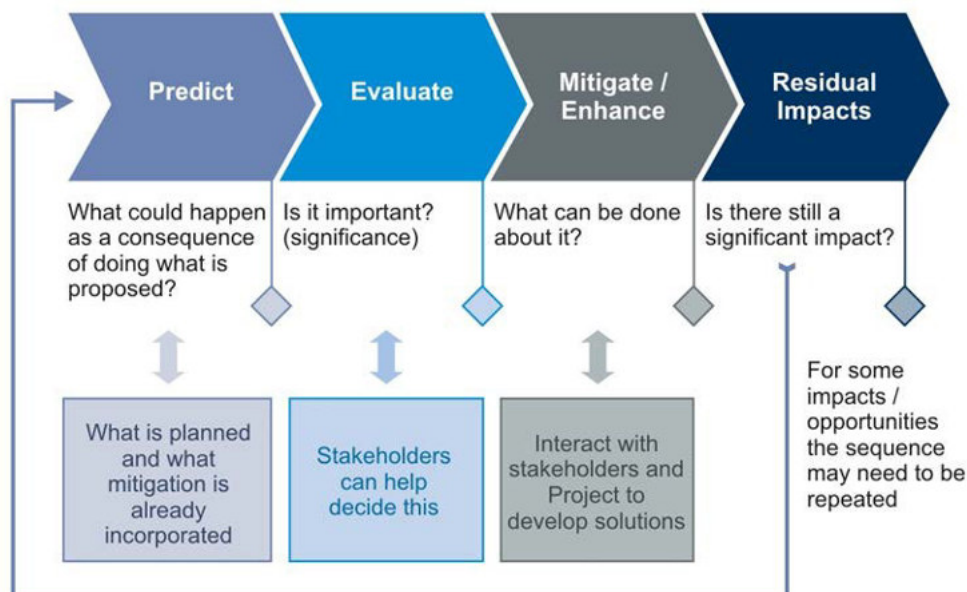 Predict
Evaluate
Mitigate /
Enhance
Residual
Impacts
What could happen
as a consequence
of doing what is
proposed?
Is it important?
(significance)
What can be done
about it?
Is there still a
significant impact?
What is planned
and what
mitigation is
already
incorporated
Stakeholders
can help
decide this
Interact with
stakeholders and
Project to
develop solutions
For some
impacts /
opportunities
the sequence
may need to be
repeated